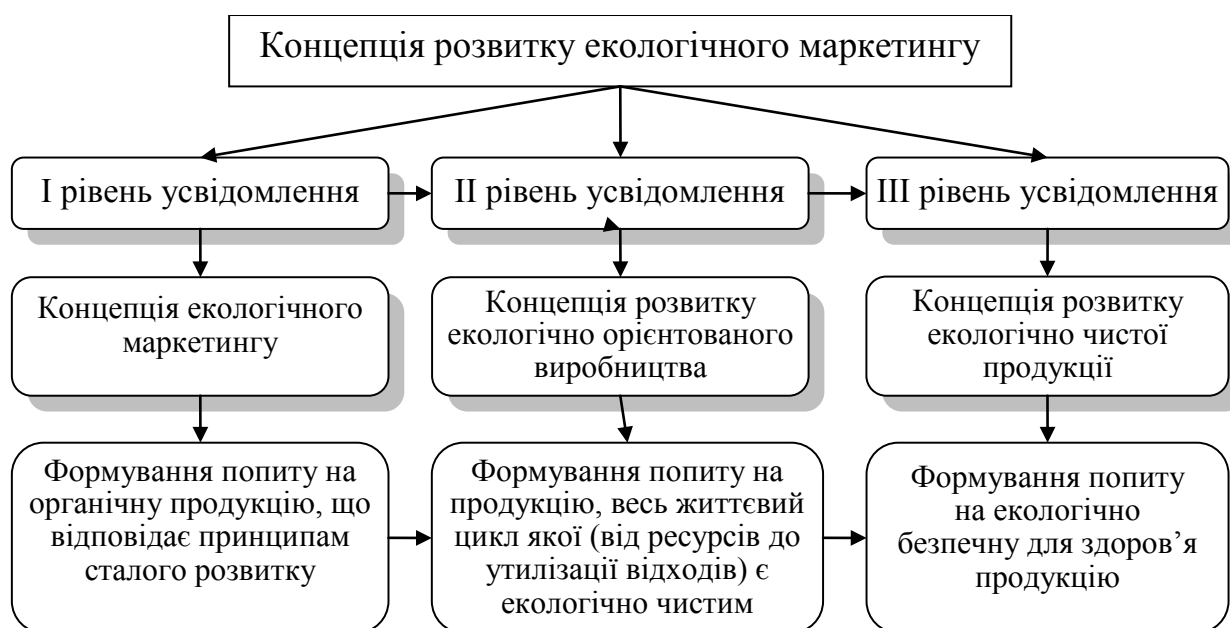 Концепція розвитку екологічного маркетингу
І рівень усвідомлення
ІІ рівень усвідомлення
ІІІ рівень усвідомлення
Концепція екологічного
маркетингу
Концепція розвитку
екологічно орієнтованого
виробництва
Концепція розвитку
екологічно чистої
продукції
Формування попиту на
органічну продукцію, що
відповідає принципам
сталого розвитку
Формування попиту на
продукцію, весь життєвий
цикл якої (від ресурсів до
утилізації відходів) є
екологічно чистим
Формування попиту
на екологічно
безпечну для здоров’я
продукцію